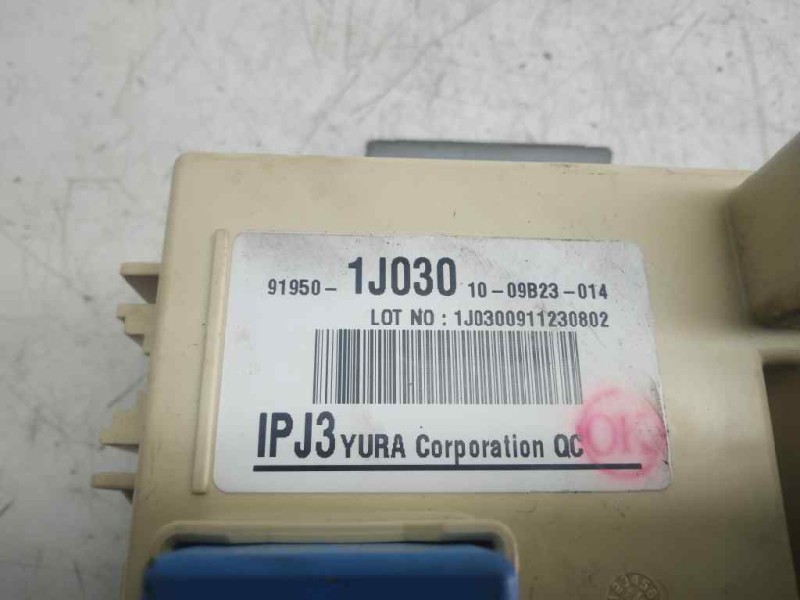 91950- 1J030 10-09B23-014
LOT NO : 1J0300911230802
IPJ3 YURA Corporation QC